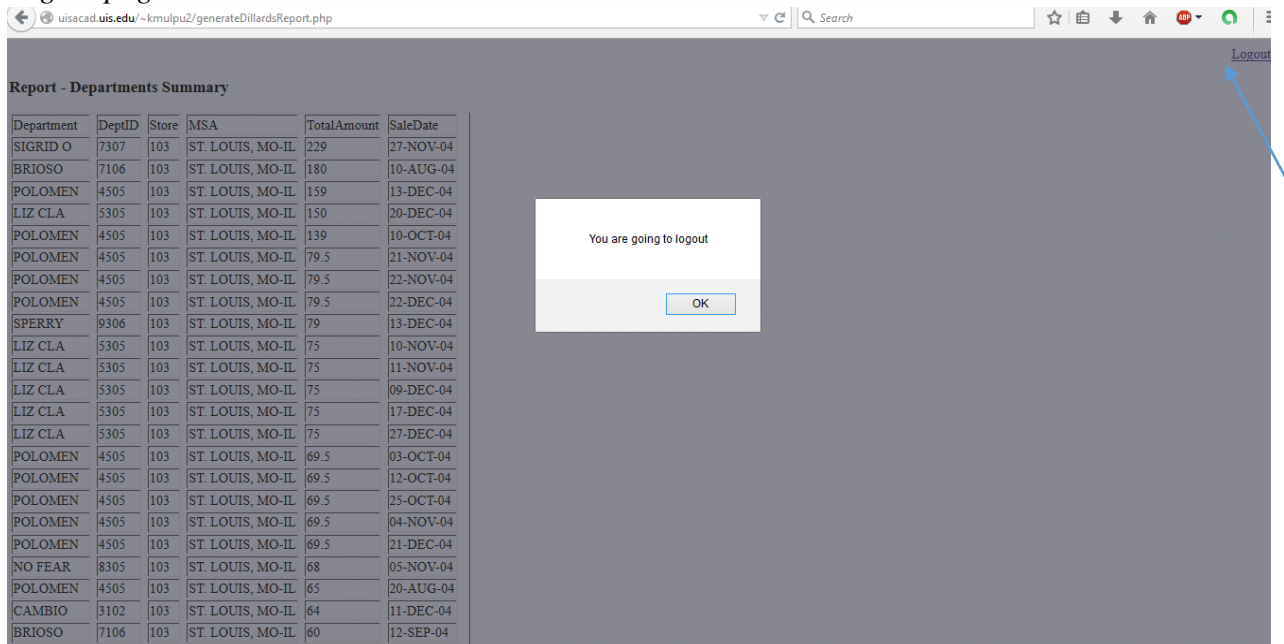 uisacad.uis.edu/~kmulpu2/generateDillardsReport.php Search ABP
Logout
Report - Departments Summary
Department DeptID Store MSA TotalAmount SaleDate
SIGRID O 7307 103 ST. LOUIS, MO-IL 229 27-NOV-04
BRIOSO 7106 103 ST. LOUIS, MO-IL 180 10-AUG-04
POLOMEN 4505 103 ST. LOUIS, MO-IL 159 13-DEC-04
LIZ CLA 5305 103 ST. LOUIS, MO-IL 150 20-DEC-04
POLOMEN 4505 103 ST. LOUIS, MO-IL 139 10-OCT-04
POLOMEN 4505 103 ST. LOUIS, MO-IL 79.5 21-NOV-04
POLOMEN 4505 103 ST. LOUIS, MO-IL 79.5 22-NOV-04
POLOMEN 4505 103 ST. LOUIS, MO-IL 79.5 22-DEC-04
SPERRY 9306 103 ST. LOUIS, MO-IL 79 13-DEC-04
LIZ CLA 5305 103 ST. LOUIS, MO-IL 75 10-NOV-04
LIZ CLA 5305 103 ST. LOUIS, MO-IL 75 11-NOV-04
LIZ CLA 5305 103 ST. LOUIS, MO-IL 75 09-DEC-04
LIZ CLA 5305 103 ST. LOUIS, MO-IL 75 17-DEC-04
LIZ CLA 5305 103 ST. LOUIS, MO-IL 75 27-DEC-04
POLOMEN 4505 103 ST. LOUIS, MO-IL 69.5 03-OCT-04
POLOMEN 4505 103 ST. LOUIS, MO-IL 69.5 12-OCT-04
POLOMEN 4505 103 ST. LOUIS, MO-IL 69.5 25-OCT-04
POLOMEN 4505 103 ST. LOUIS, MO-IL 69.5 04-NOV-04
POLOMEN 4505 103 ST. LOUIS, MO-IL 69.5 21-DEC-04
NO FEAR 8305 103 ST. LOUIS, MO-IL 68 05-NOV-04
POLOMEN 4505 103 ST. LOUIS, MO-IL 65 20-AUG-04
CAMBIO 3102 103 ST. LOUIS, MO-IL 64 11-DEC-04
BRIOSO 7106 103 ST. LOUIS, MO-IL 60 12-SEP-04
You are going to logout
OK